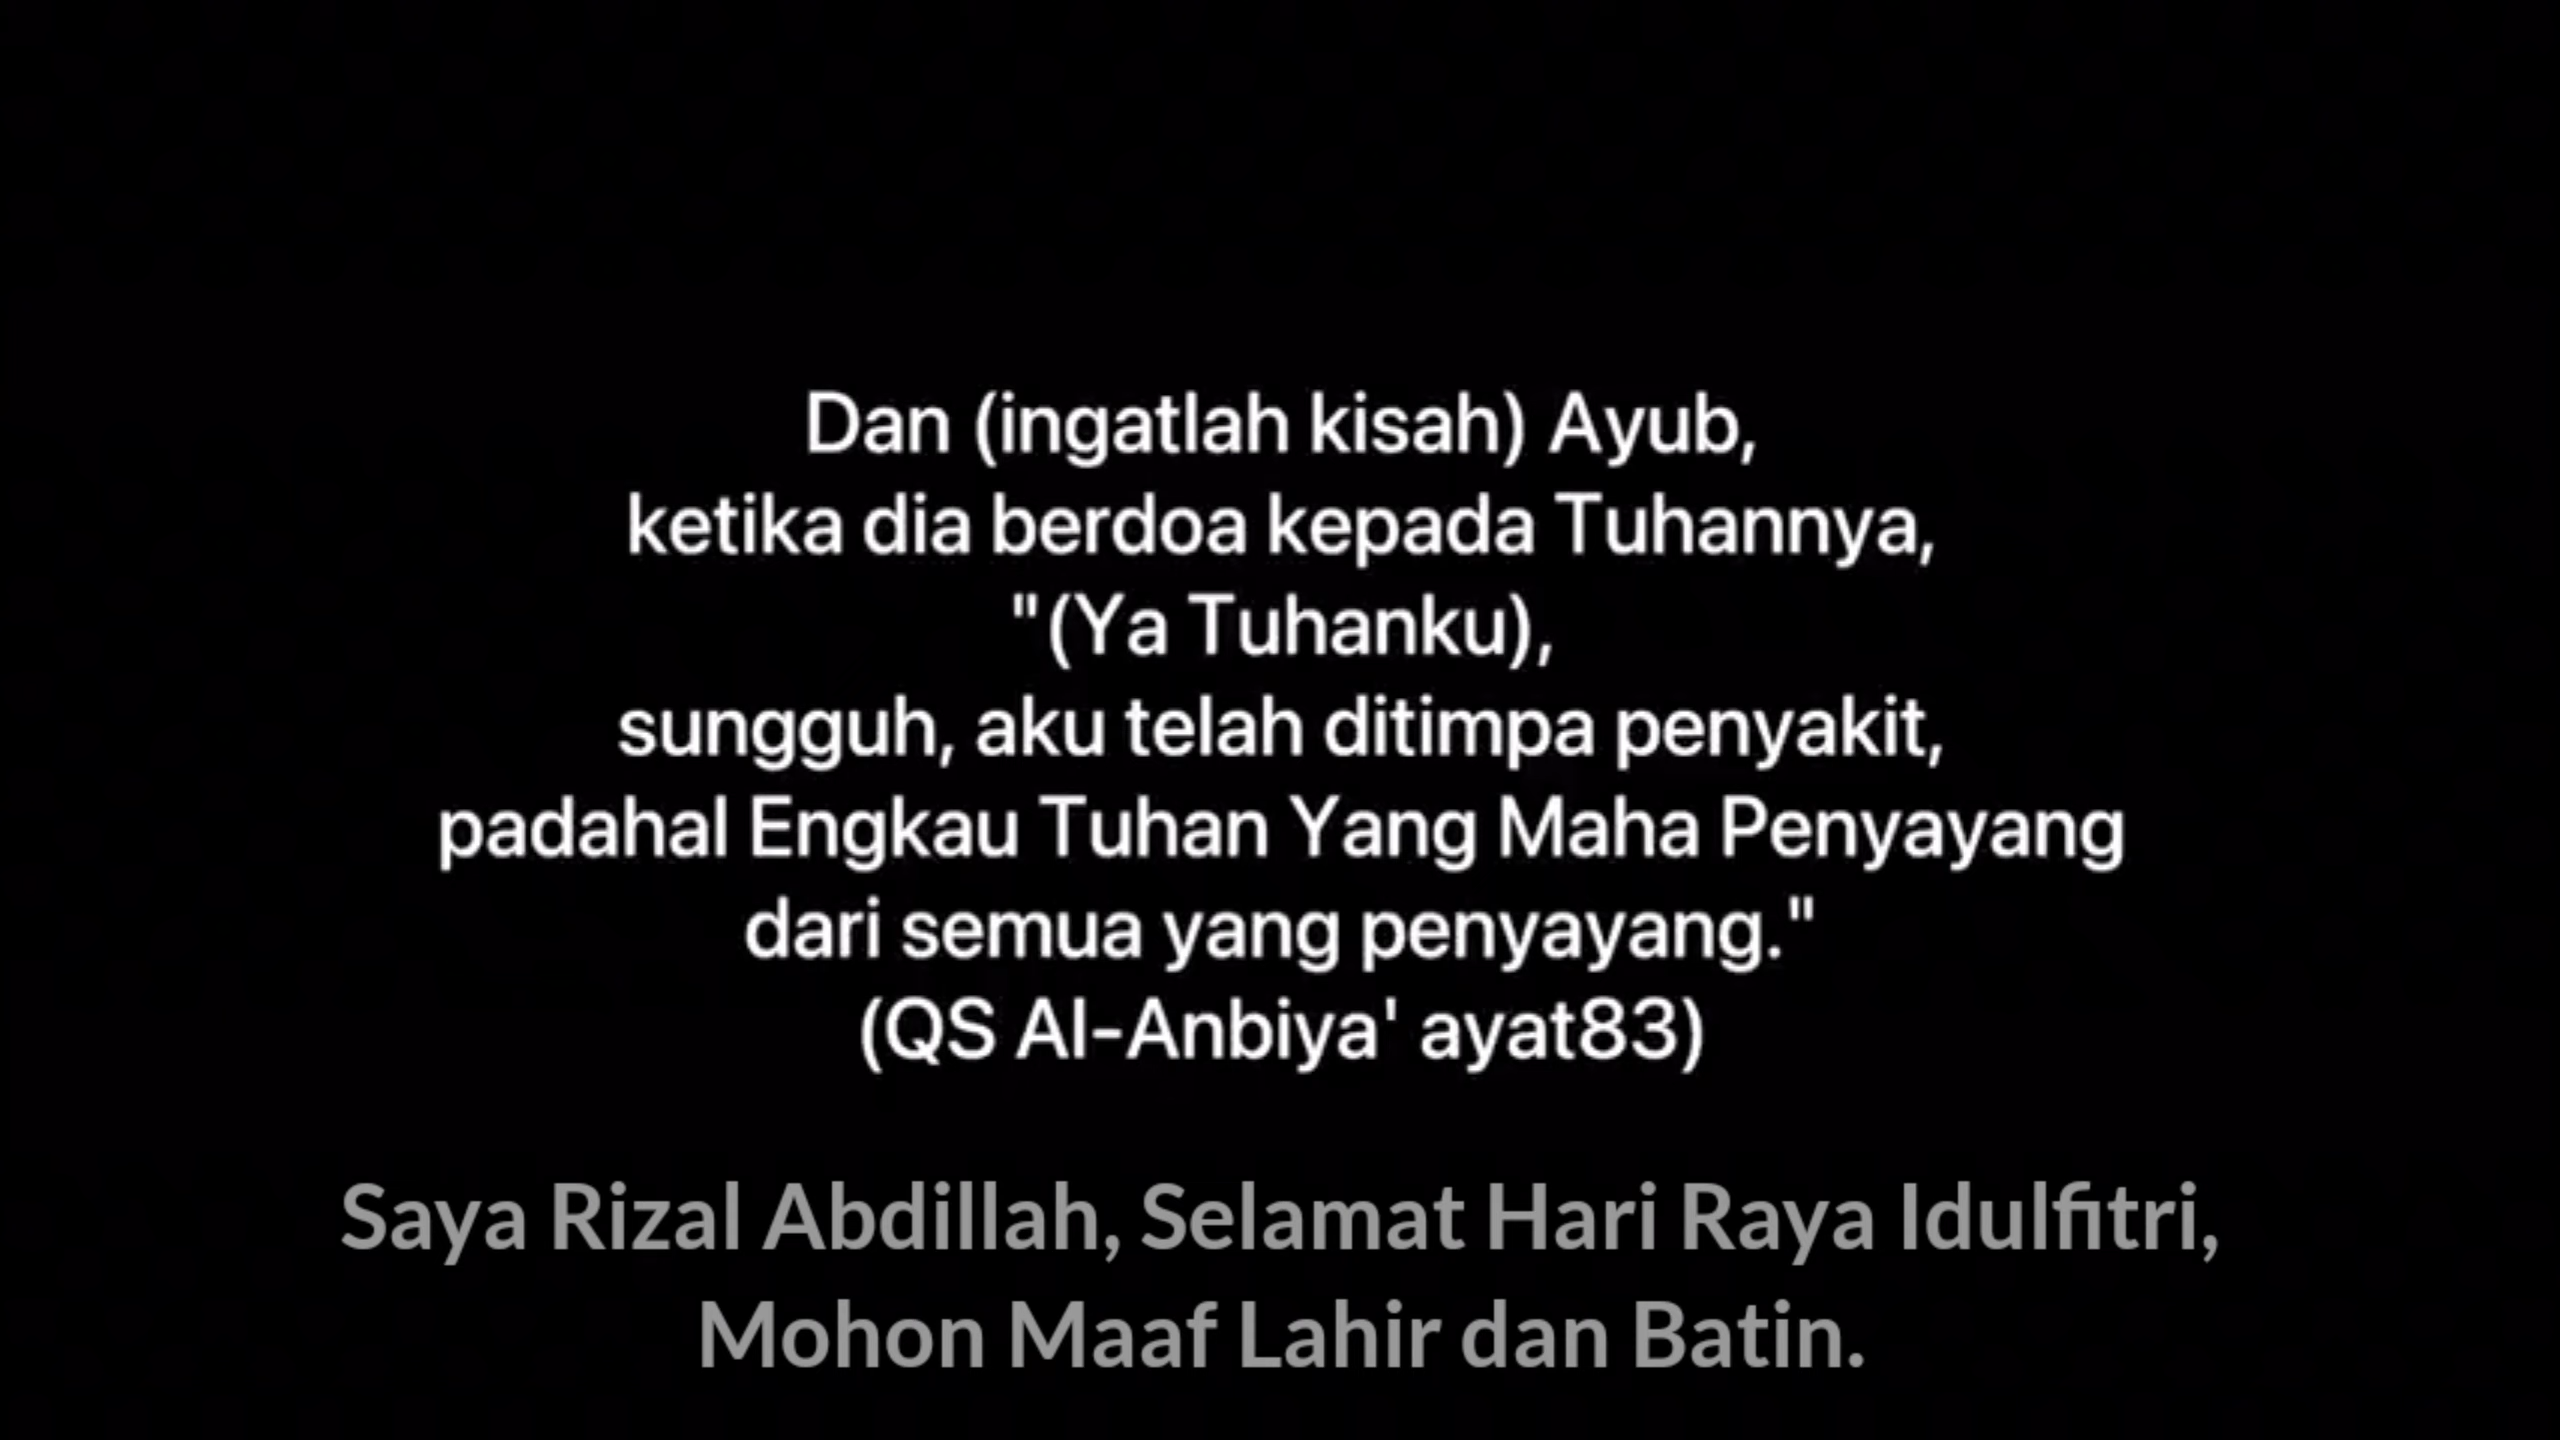 Dan (ingatlah kisah) Ayub,
ketika dia berdoa kepada Tuhannya,
"(Ya Tuhanku),
sungguh, aku telah ditimpa penyakit,
padahal Engkau Tuhan Yang Maha Penyayang
dari semua yang penyayang."
(QS Al-Anbiya' ayat83)
Saya Rizal Abdillah, Selamat Hari Raya Idulfitri,
Mohon Maaf Lahir dan Batin.